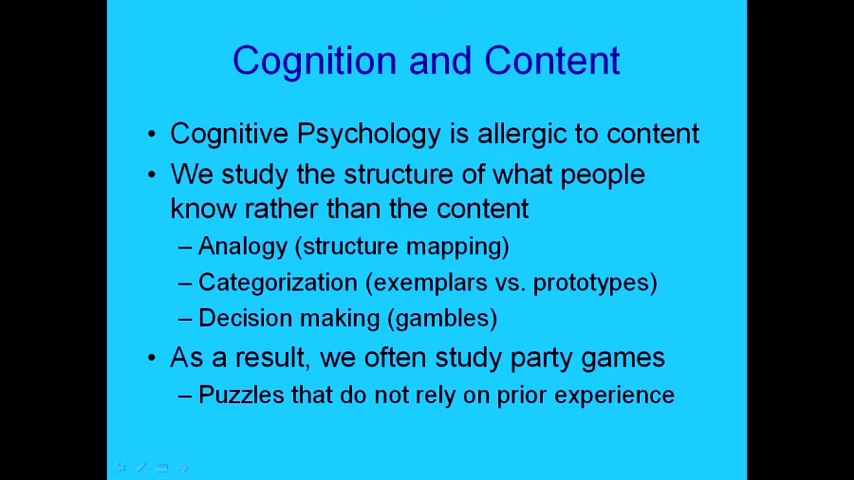 Cognition and Content
• Cognitive Psychology is allergic to content
• We study the structure of what people
know rather than the content
– Analogy (structure mapping)
– Categorization (exemplars vs. prototypes)
– Decision making (gambles)
• As a result, we often study party games
– Puzzles that do not rely on prior experience